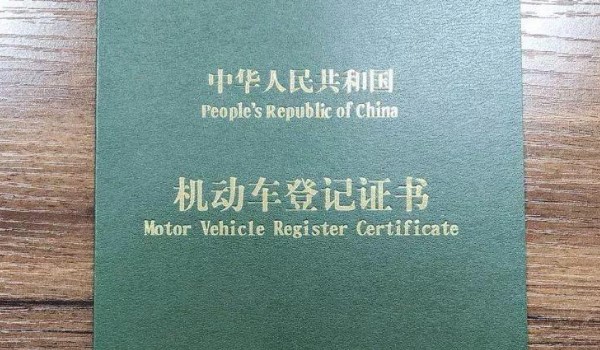 中华人民共和国
People's Republic of China
机动车登记证书
Motor Vehicle Register Certificate